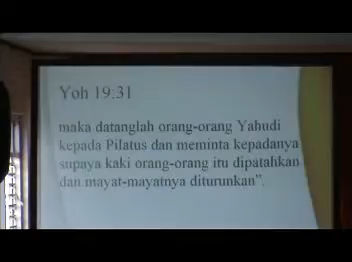 Yoh 19:31
maka datanglah orang-orang Yahudi
kepada Pilatus dan meminta kepadanya
supaya kaki orang-orang itu dipatahkan
dan mayat-mayatnya diturunkan”.